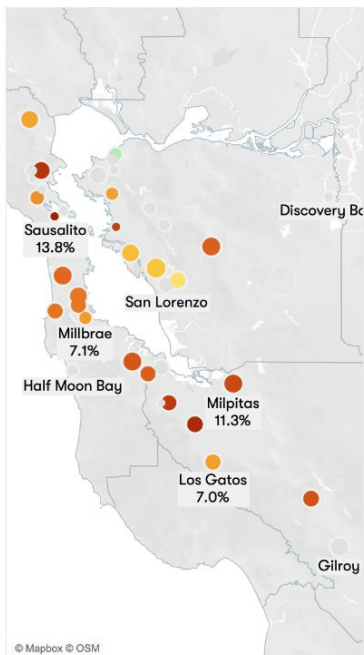 Discovery Ba
Sausalito
13.8%
San Lorenzo
Millbrae
7.1%
Half Moon Bay
Milpitas
11.3%
Los Gatos
7.0%
Gilroy
© Mapbox © OSM